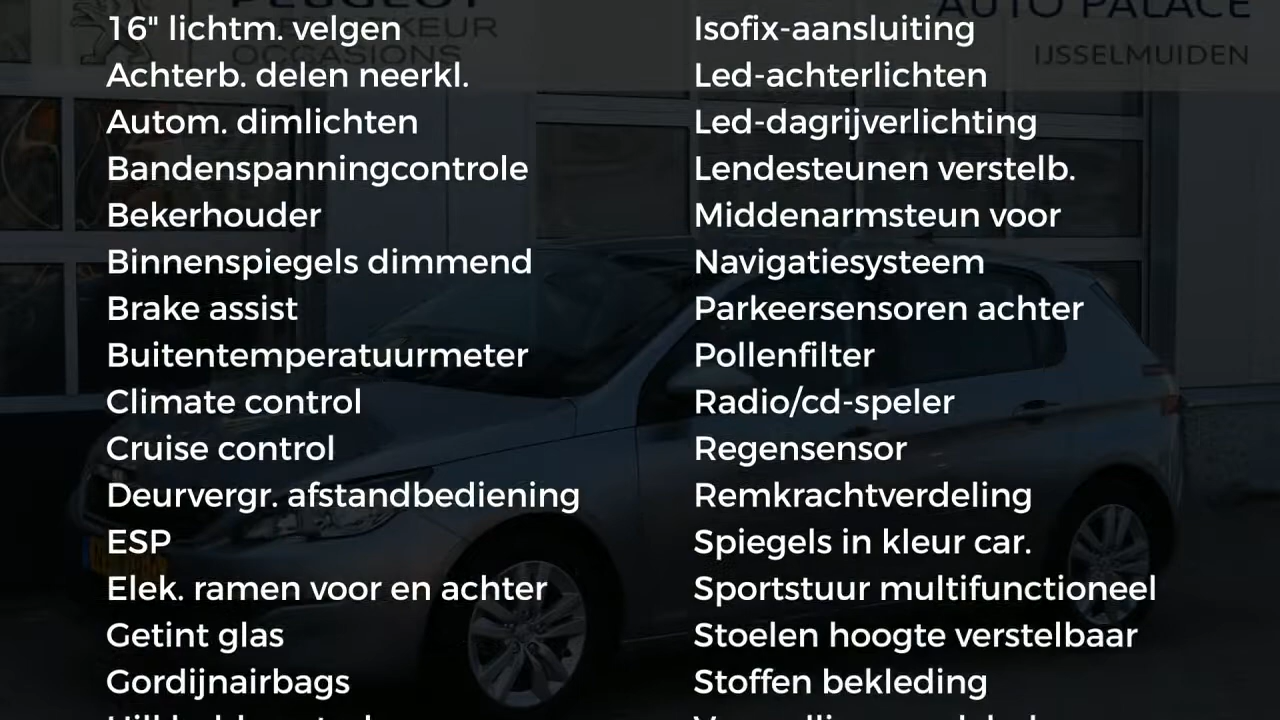 PEUGEOT
KEUR
OCCASIONS
AUTO PALACE
IJSSELMUIDEN
16" lichtm. velgen
Achterb. delen neerkl.
Autom. dimlichten
Bandenspanningcontrole
Bekerhouder
Binnenspiegels dimmend
Brake assist
Buitentemperatuurmeter
Climate control
Cruise control
Deurvergr. afstandbediening
ESP
Elek. ramen voor en achter
Getint glas
Gordijnairbags
Isofix-aansluiting
Led-achterlichten
Led-dagrijverlichting
Lendesteunen verstelb.
Middenarmsteun voor
Navigatiesysteem
Parkeersensoren achter
Pollenfilter
Radio/cd-speler
Regensensor
Remkrachtverdeling
Spiegels in kleur car.
Sportstuur multifunctioneel
Stoelen hoogte verstelbaar
Stoffen bekleding